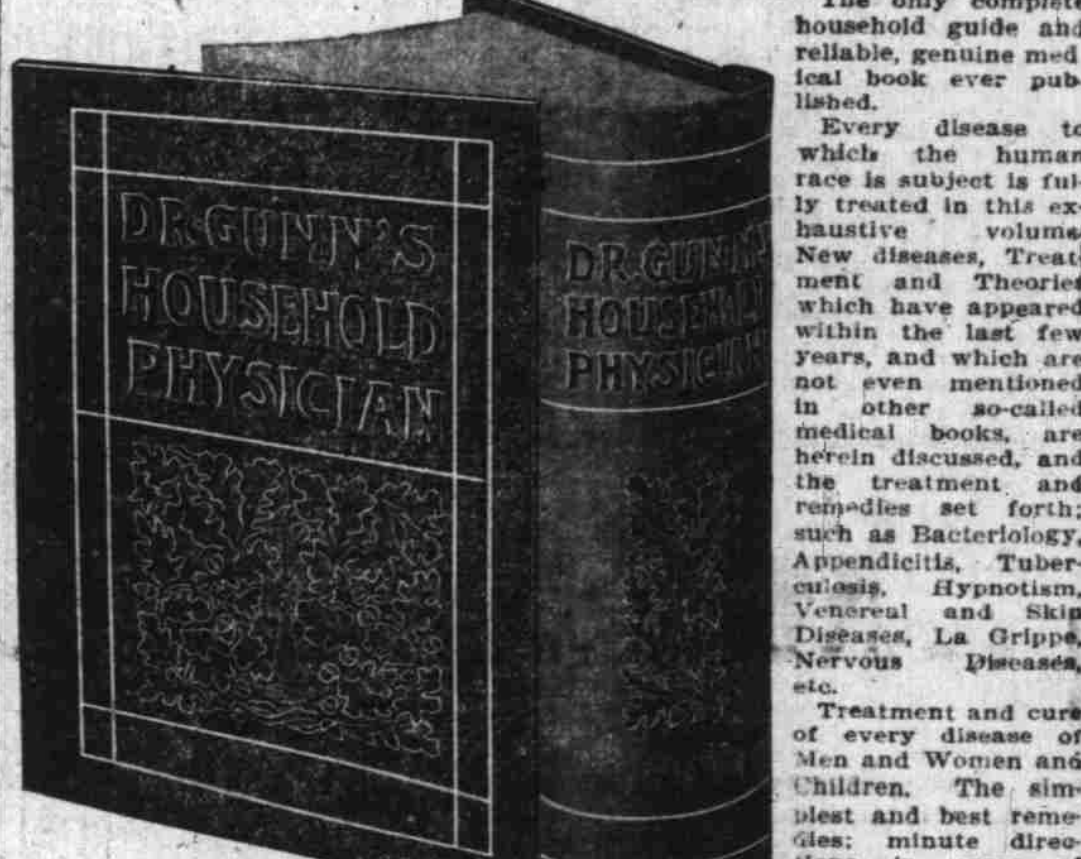 DR. GUNN'S
HOUSEHOLD
PHYSICIAN
DR. GUNN'S
HOUSEHOLD
PHYSICIAN
The only complete
household guide and
reliable, genuine med
ical book ever pub
lished.
Every disease to
which the human
race is subject is ful-
ly treated in this ex-
haustive volume.
New diseases, Treat-
ment and Theories
which have appeared
within the last few
years, and which are
not even mentioned
in other so-called
medical books, are
herein discussed, and
the treatment and
remedies set forth;
such as Bacteriology,
Appendicitis, Tuber-
culosis, Hypnotism,
Venereal and Skin
Diseases, La Grippe,
Nervous Diseases,
etc.
Treatment and cure
of every disease of
Men and Women and
Children. The sim-
plest and best reme-
dies; minute direc-